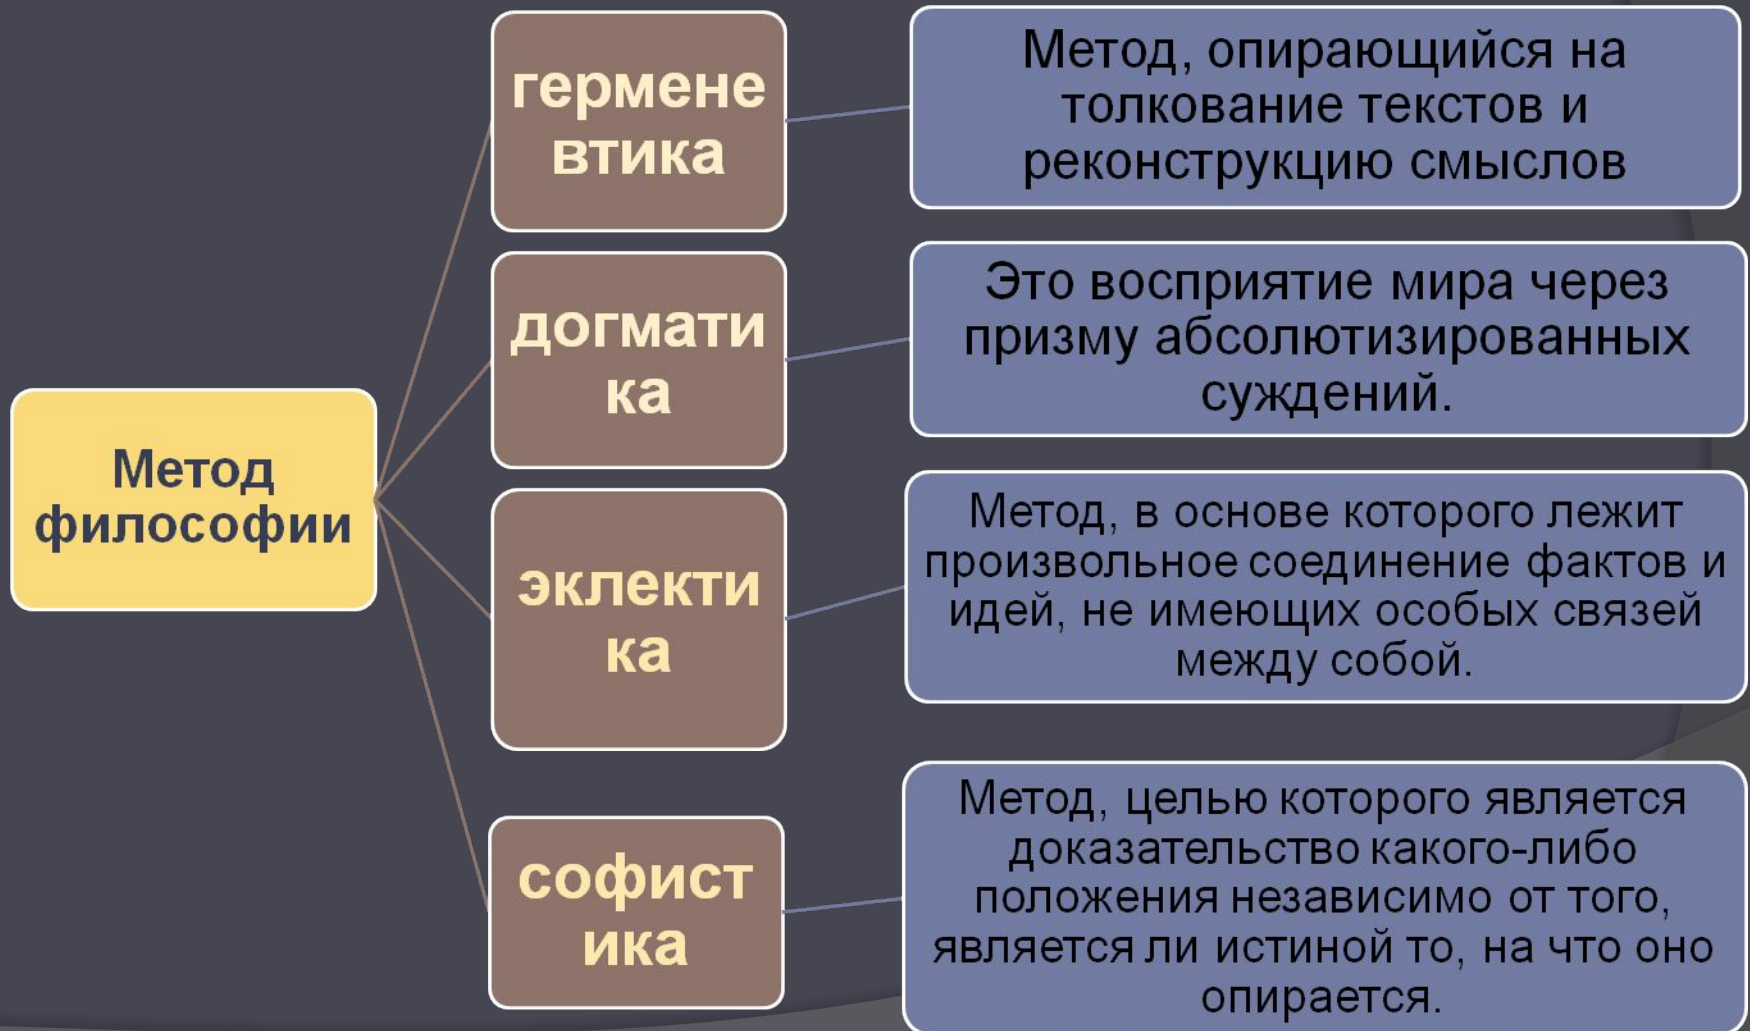 Метод
философии
гермене
втика
Метод, опирающийся на
толкование текстов и
реконструкцию смыслов
догмати
ка
Это восприятие мира через
призму абсолютизированных
суждений.
эклекти
ка
Метод, в основе которого лежит
произвольное соединение фактов и
идей, не имеющих особых связей
между собой.
софист
ика
Метод, целью которого является
доказательство какого-либо
положения независимо от того,
является ли истиной то, на что оно
опирается.